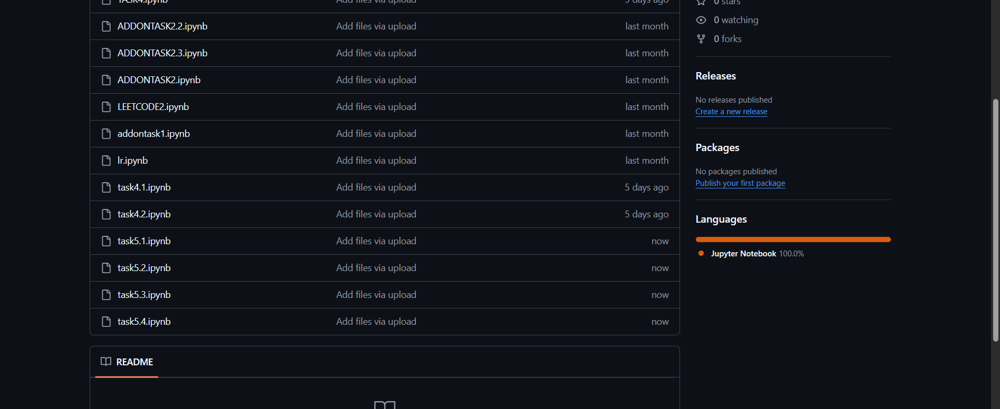 TASK4.ipynb Add files via upload 5 days ago
ADDONTASK2.2.ipynb Add files via upload last month
ADDONTASK2.3.ipynb Add files via upload last month
ADDONTASK2.ipynb Add files via upload last month
LEETCODE2.ipynb Add files via upload last month
addontask1.ipynb Add files via upload last month
lr.ipynb Add files via upload last month
task4.1.ipynb Add files via upload 5 days ago
task4.2.ipynb Add files via upload 5 days ago
task5.1.ipynb Add files via upload now
task5.2.ipynb Add files via upload now
task5.3.ipynb Add files via upload now
task5.4.ipynb Add files via upload now
README
0 stars
0 watching
0 forks
Releases
No releases published
Create a new release
Packages
No packages published
Publish your first package
Languages
Jupyter Notebook 100.0%